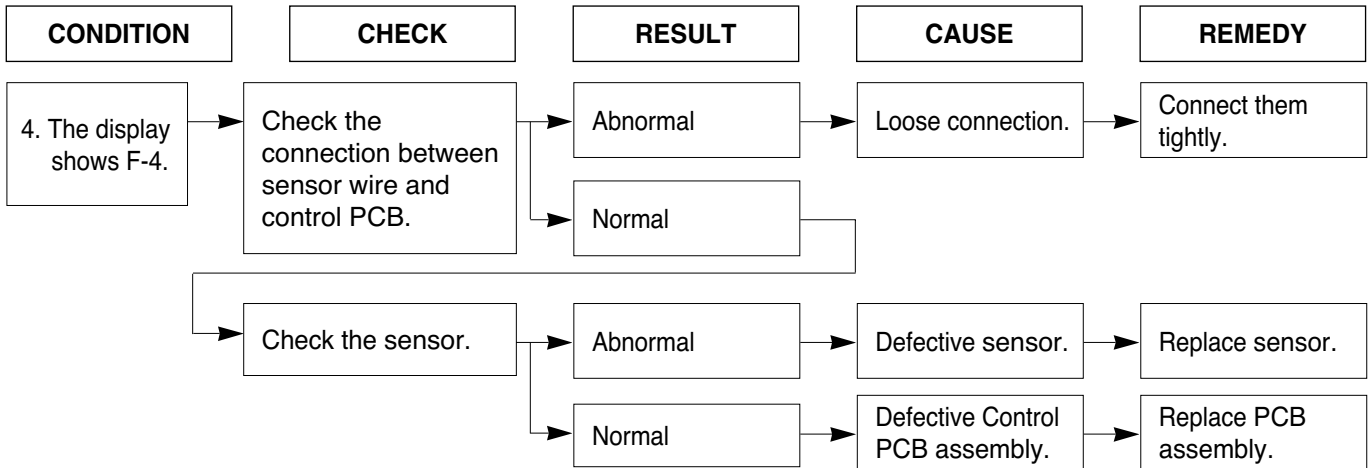 CONDITION
CHECK
RESULT
CAUSE
REMEDY
4. The display
shows F-4.
Check the
connection between
sensor wire and
control PCB.
Abnormal
Loose connection.
Connect them
tightly.
Normal
Check the sensor.
Abnormal
Defective sensor.
Replace sensor.
Normal
Defective Control
PCB assembly.
Replace PCB
assembly.